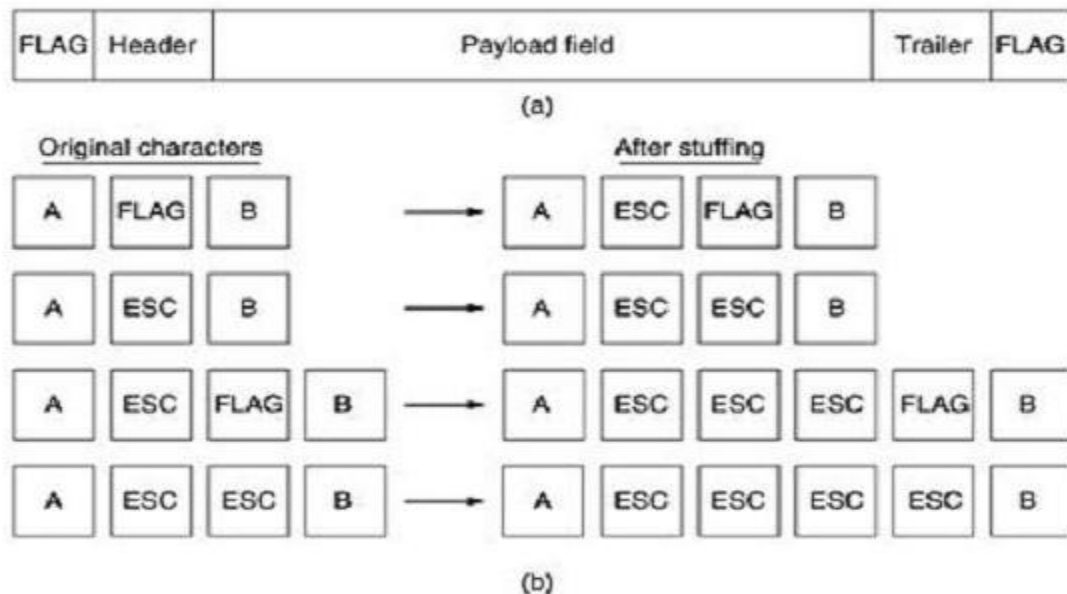 FLAG Header Payload field Trailer FLAG
(a)
Original characters After stuffing
A FLAG B A ESC FLAG B
A ESC B A ESC ESC B
A ESC FLAG B A ESC ESC ESC FLAG B
A ESC ESC B A ESC ESC ESC ESC B
(b)